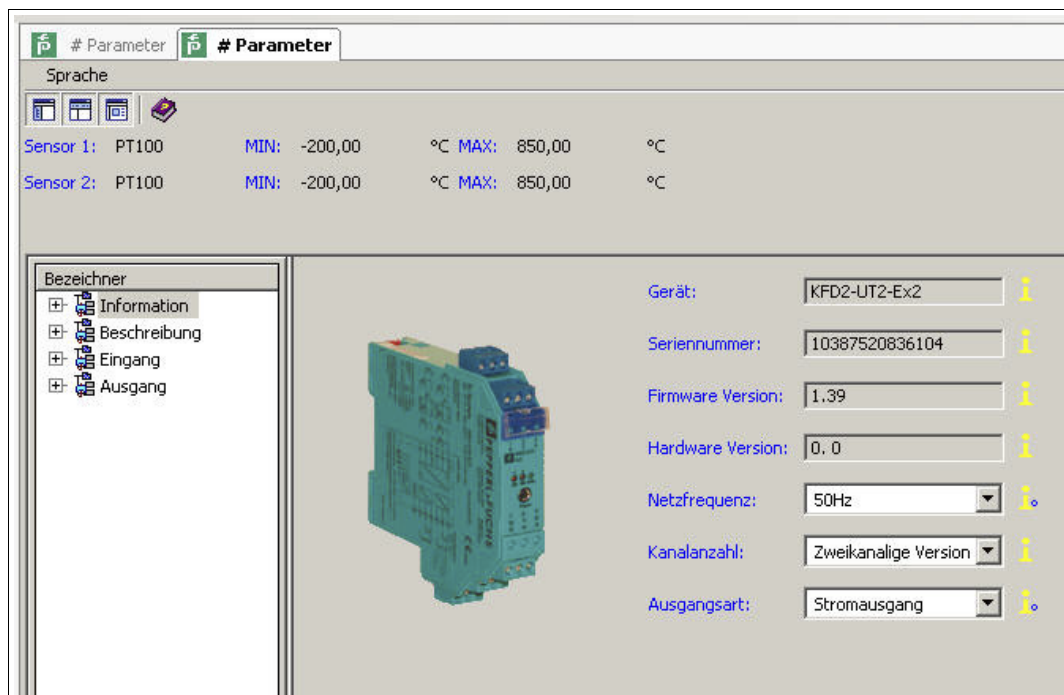 # Parameter # Parameter
Sprache
Sensor 1: PT100 MIN: -200,00 °C MAX: 850,00 °C
Sensor 2: PT100 MIN: -200,00 °C MAX: 850,00 °C
Bezeichner
Information
Beschreibung
Eingang
Ausgang
PEPPERL+FUCHS
Gerät: KFD2-UT2-Ex2
Seriennummer: 10387520836104
Firmware Version: 1.39
Hardware Version: 0. 0
Netzfrequenz: 50Hz
Kanalanzahl: Zweikanalige Version
Ausgangsart: Stromausgang